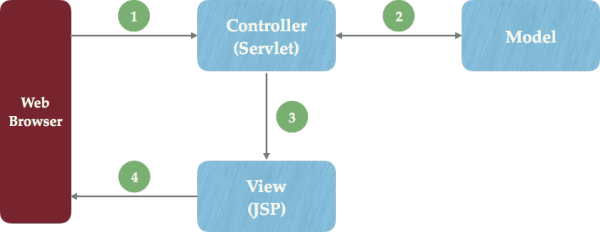 1
Controller
(Servlet)
2
Model
Web
Browser
3
4
View
(JSP)